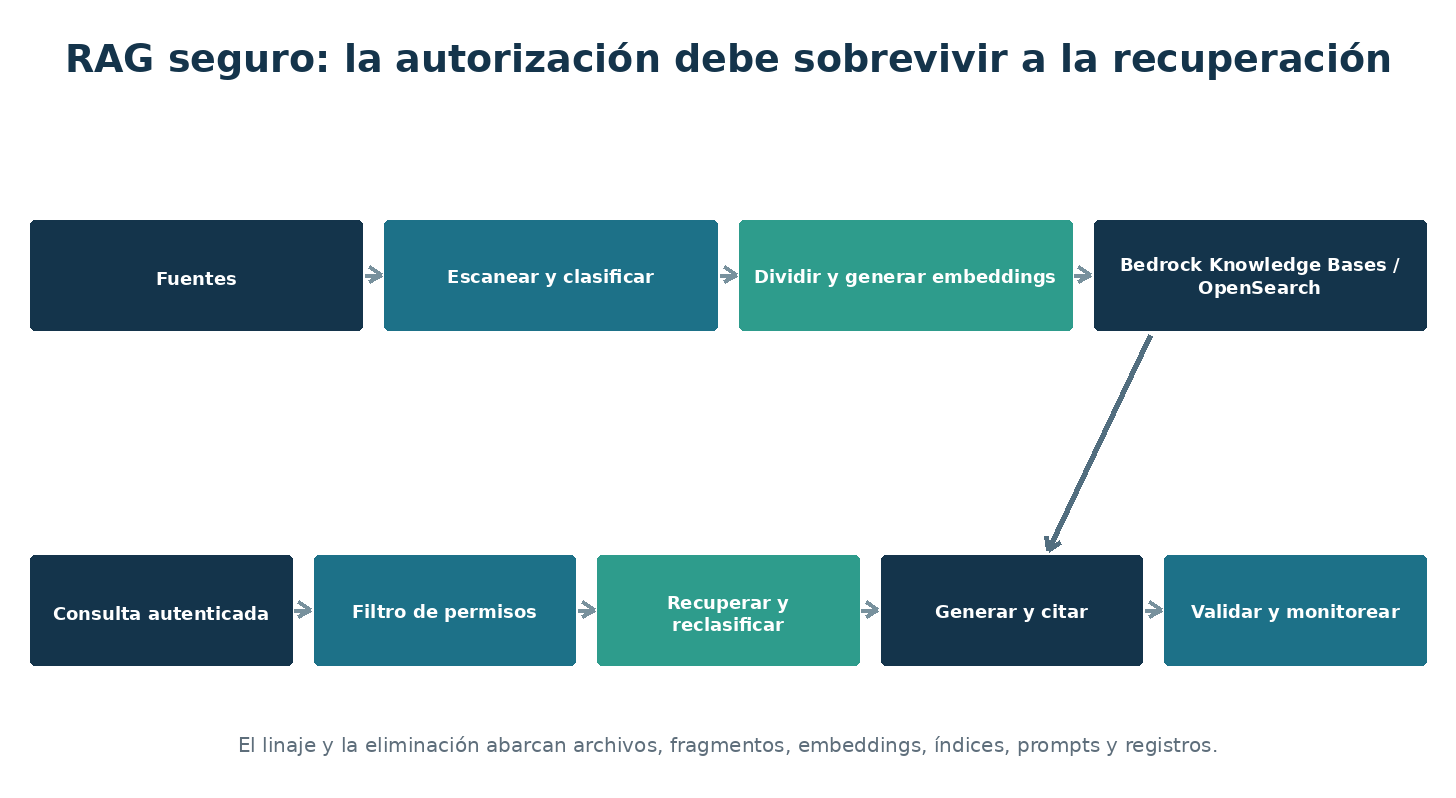 RAG seguro: la autorización debe sobrevivir a la recuperación
Fuentes
Escanear y clasificar
Dividir y generar embeddings
Bedrock Knowledge Bases /
OpenSearch
Consulta autenticada
Filtro de permisos
Recuperar y
reclasificar
Generar y citar
Validar y monitorear
El linaje y la eliminación abarcan archivos, fragmentos, embeddings, índices, prompts y registros.